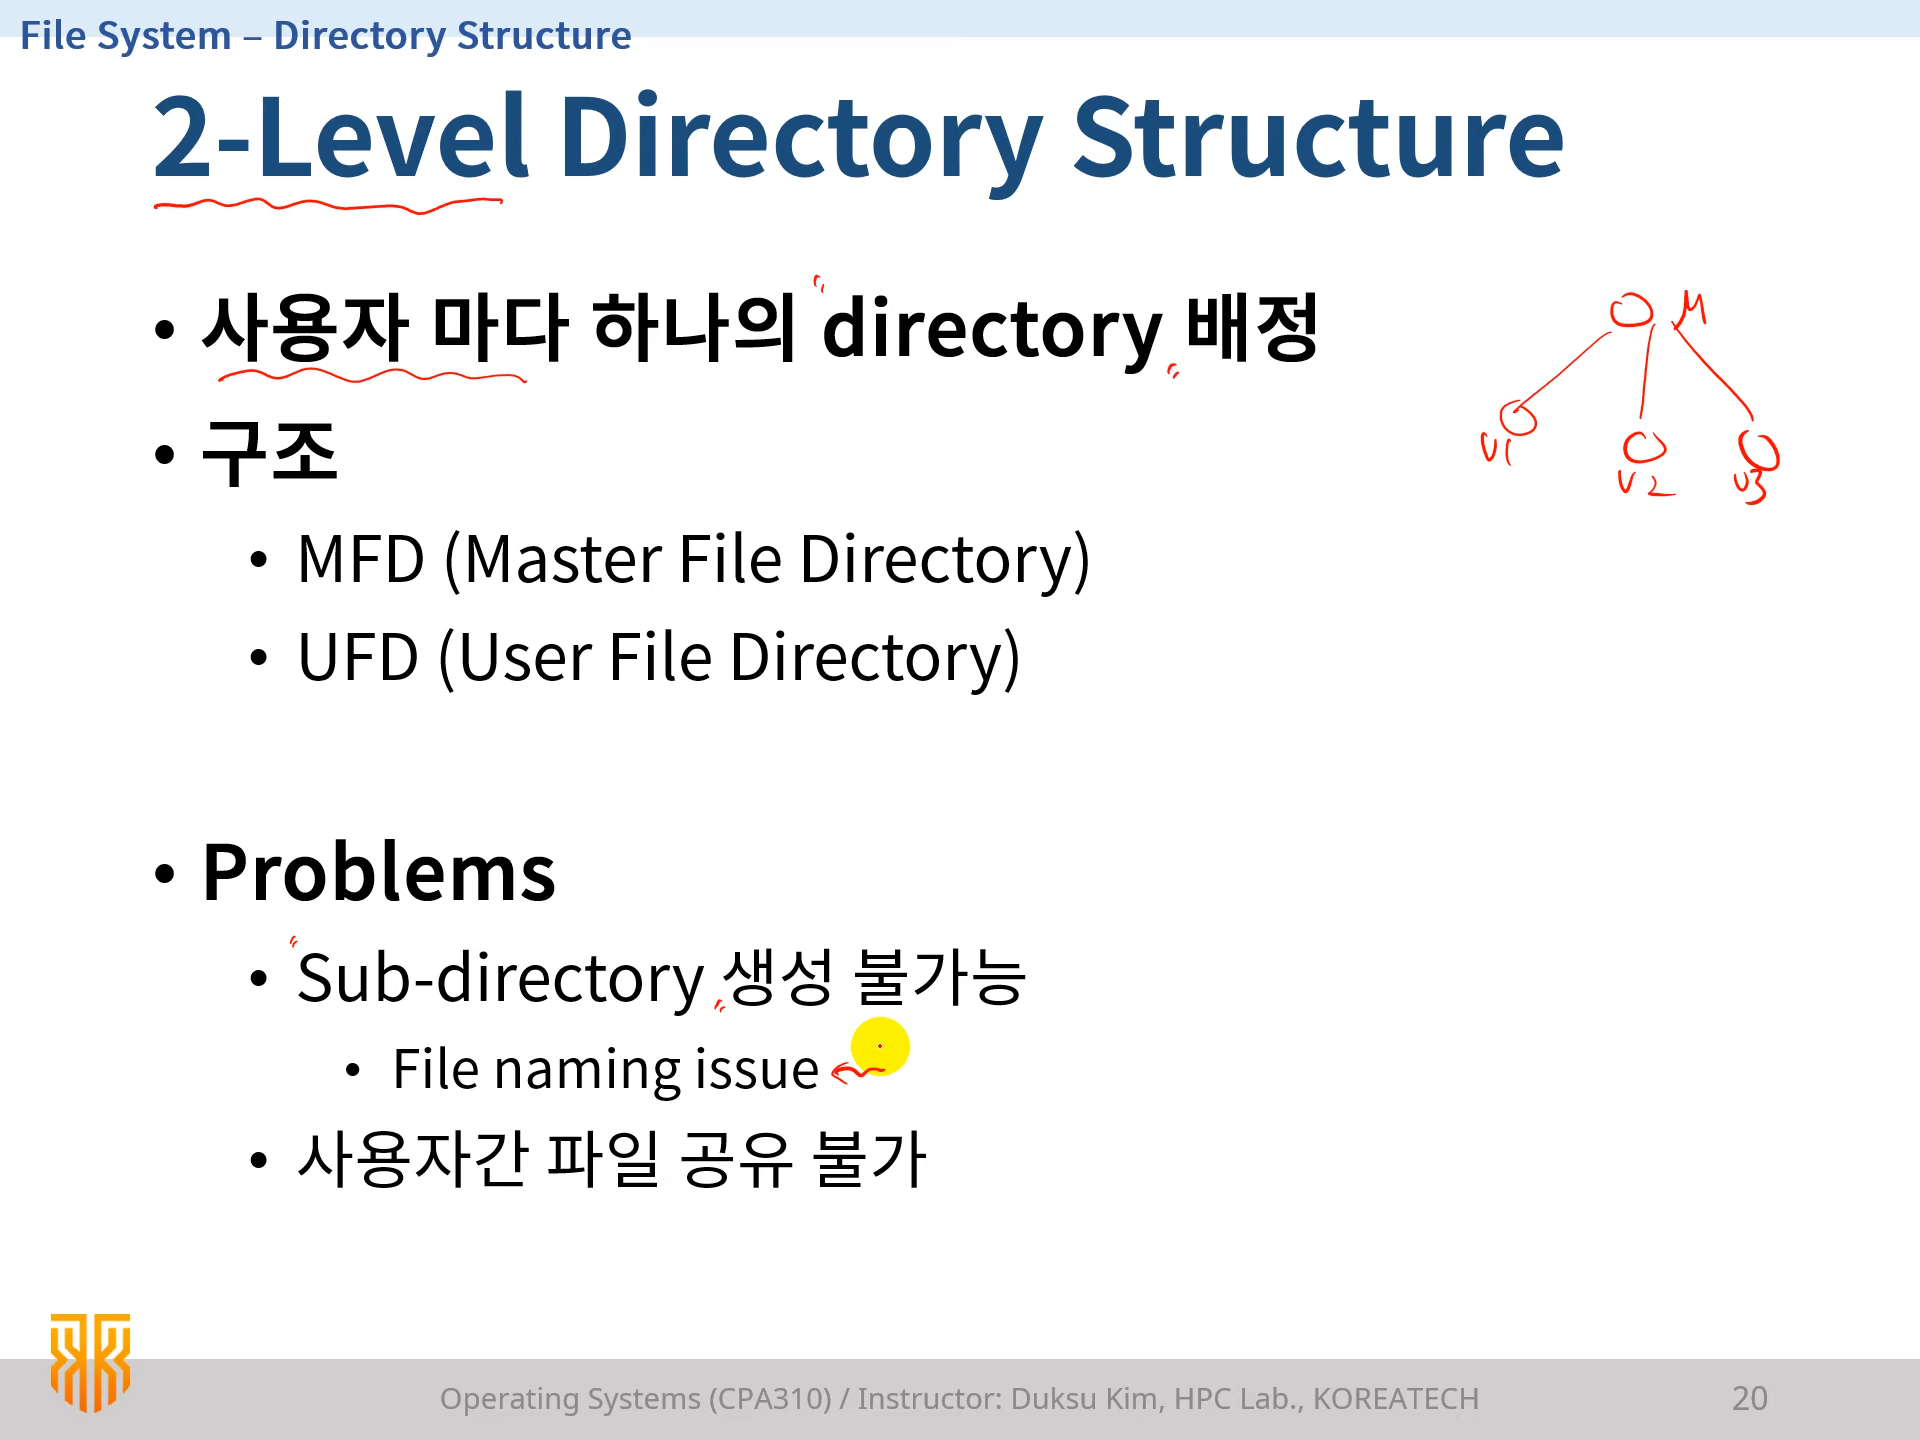 File System – Directory Structure
2-Level Directory Structure
• 사용자 마다 하나의 directory 배정
M
• 구조
U1
U2
U3
• MFD (Master File Directory)
• UFD (User File Directory)
• Problems
• Sub-directory 생성 불가능
• File naming issue
• 사용자간 파일 공유 불가
Operating Systems (CPA310) / Instructor: Duksu Kim, HPC Lab., KOREATECH
20